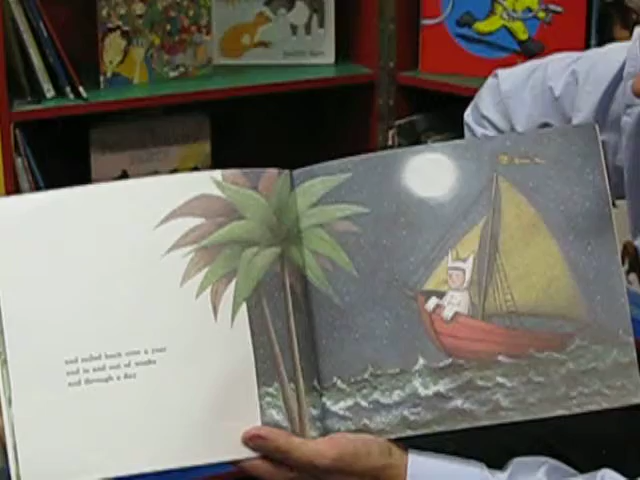 and sailed back over a year
and in and out of weeks
and through a day